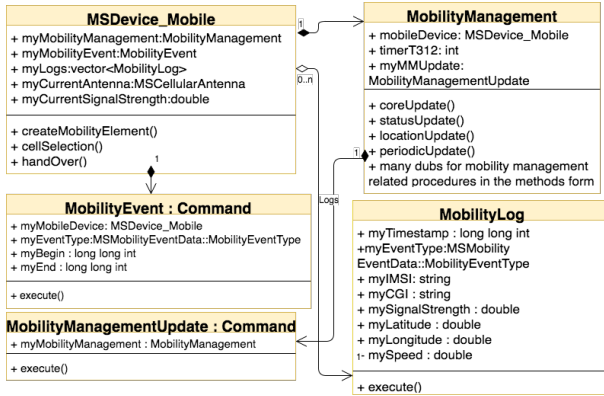 MSDevice_Mobile
+ myMobilityManagement:MobilityManagement
+ myMobilityEvent:MobilityEvent
+ myLogs:vector<MobilityLog>
+ myCurrentAntenna:MSCellularAntenna
+ myCurrentSignalStrength:double
+ createMobilityElement()
+ cellSelection()
+ handOver()
1
0..n
1
MobilityManagement
+ mobileDevice: MSDevice_Mobile
+ timerT312: int
+ myMMUpdate:
MobilityManagementUpdate
+ coreUpdate()
+ statusUpdate()
+ locationUpdate()
+ periodicUpdate()
+ many dubs for mobility management
related procedures in the methods form
1
Logs
MobilityEvent : Command
+ myMobileDevice: MSDevice_Mobile
+ myEventType:MSMobilityEventData::MobilityEventType
+ myBegin : long long int
+ myEnd : long long int
+ execute()
MobilityManagementUpdate : Command
+ myMobilityManagement : MobilityManagement
+ execute()
MobilityLog
+ myTimestamp : long long int
+myEventType:MSMobility
EventData::MobilityEventType
+ myIMSI: string
+ myCGI : string
+ mySignalStrength : double
+ myLatitude : double
+ myLongitude : double
1- mySpeed : double
+ execute()